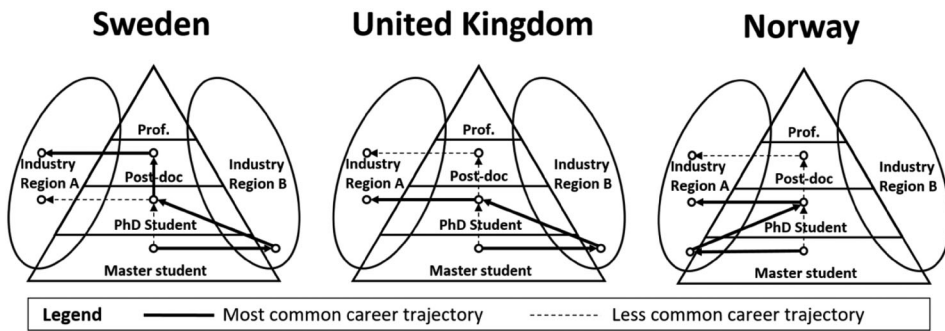 Sweden
United Kingdom
Norway
Prof.
Industry
Region A
Post-doc
Industry
Region B
PhD Student
Master student
Prof.
Industry
Region A
Post-doc
Industry
Region B
PhD Student
Master student
Prof.
Industry
Region A
Post-doc
Industry
Region B
PhD Student
Master student
Legend
Most common career trajectory
Less common career trajectory